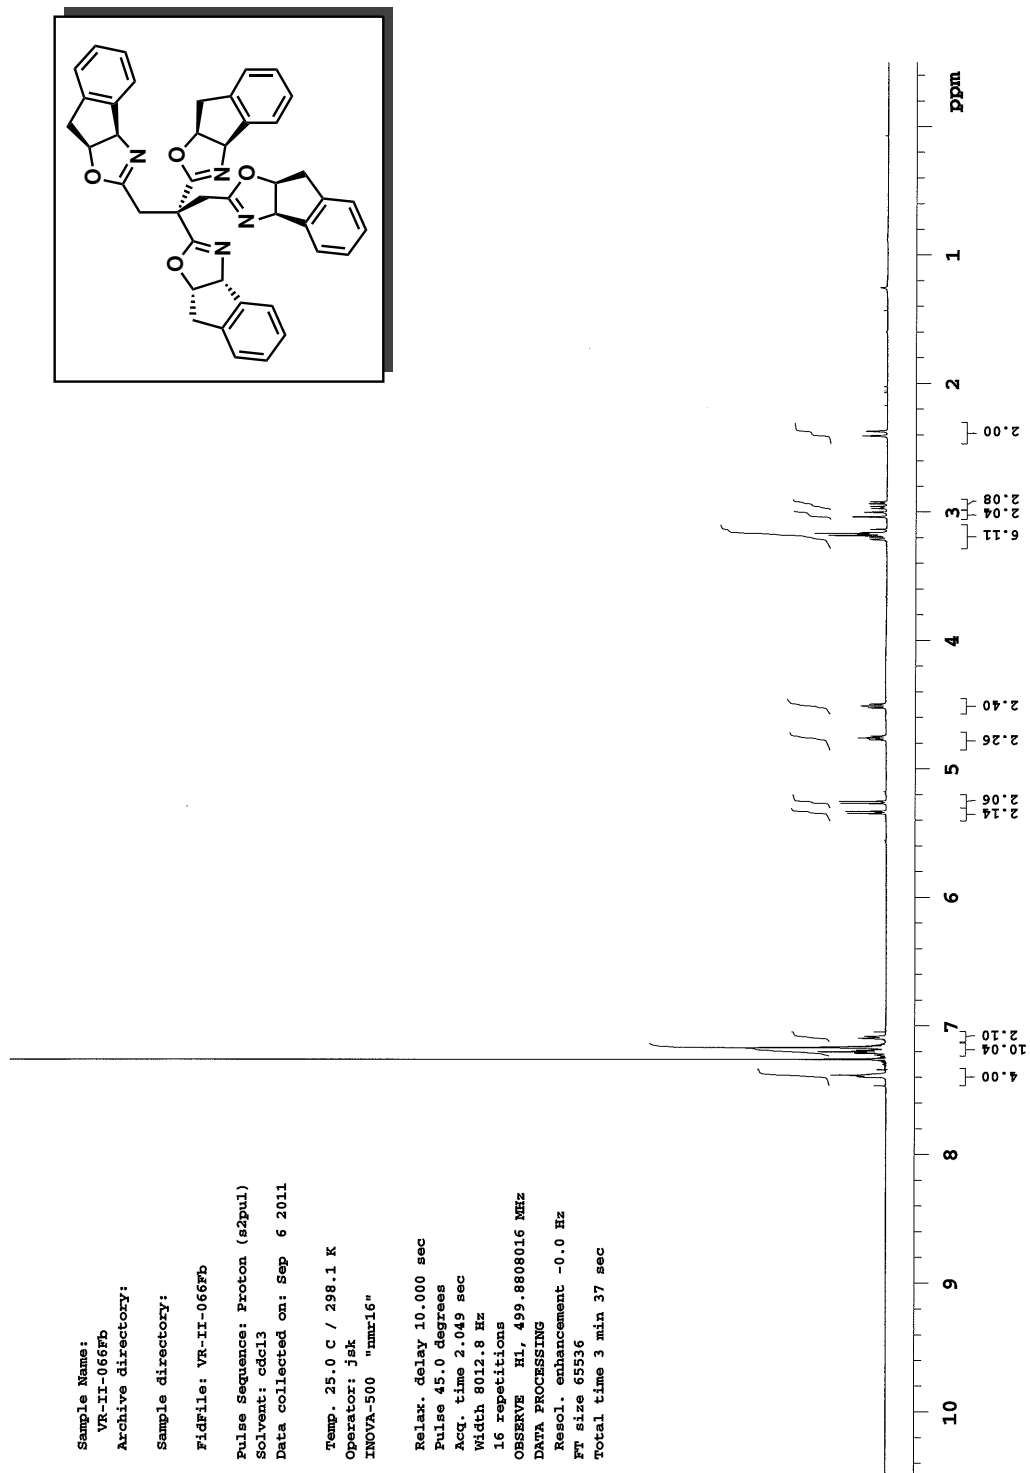 Sample Name:
VR-II-066Fb
Archive directory:
Sample directory:
FidFile: VR-II-066Fb
Pulse Sequence: Proton (s2pul)
Solvent: cdcl3
Data collected on: Sep 6 2011
Temp. 25.0 C / 298.1 K
Operator: jsk
INOVA-500 "nmr16"
Relax. delay 10.000 sec
Pulse 45.0 degrees
Acq. time 2.049 sec
Width 8012.8 Hz
16 repetitions
OBSERVE H1, 499.8808016 MHz
DATA PROCESSING
Resol. enhancement -0.0 Hz
FT size 65536
Total time 3 min 37 sec
O
N
O
N
O
N
O
N
10 9 8 7 6 5 4 3 2 1 ppm
4.00
10.04
2.10
2.14
2.06
2.26
2.40
6.11
2.04
2.08
2.00